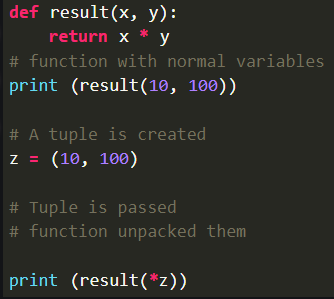 def result(x, y):
    return x * y
# function with normal variables
print (result(10, 100))

# A tuple is created
z = (10, 100)

# Tuple is passed
# function unpacked them

print (result(*z))